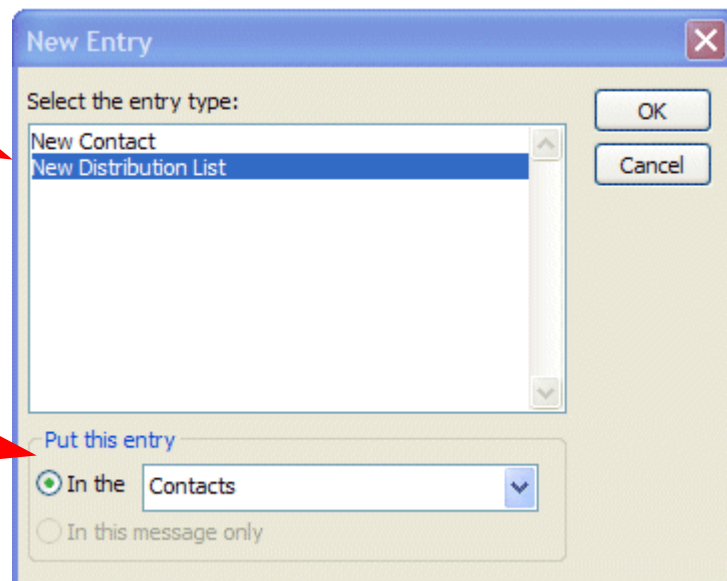 New Entry
Select the entry type:
OK
New Contact
New Distribution List
Cancel
Put this entry
In the Contacts
In this message only